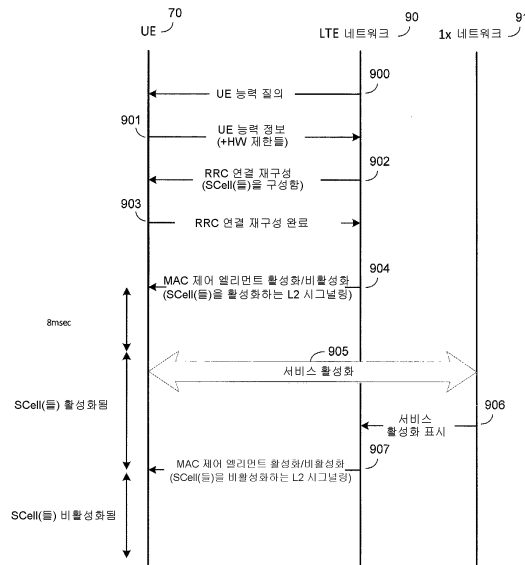 70
UE
90
LTE 네트워크
91
1x 네트워크
900
UE 능력 질의
901
UE 능력 정보
(+HW 제한들)
902
RRC 연결 재구성
(SCell(들)을 구성함)
903
RRC 연결 재구성 완료
904
MAC 제어 엘리먼트 활성화/비활성화
(SCell(들)을 활성화하는 L2 시그널링)
8msec
905
서비스 활성화
SCell(들) 활성화됨
906
서비스
활성화 표시
907
MAC 제어 엘리먼트 활성화/비활성화
(SCell(들)을 비활성화하는 L2 시그널링)
SCell(들) 비활성화됨